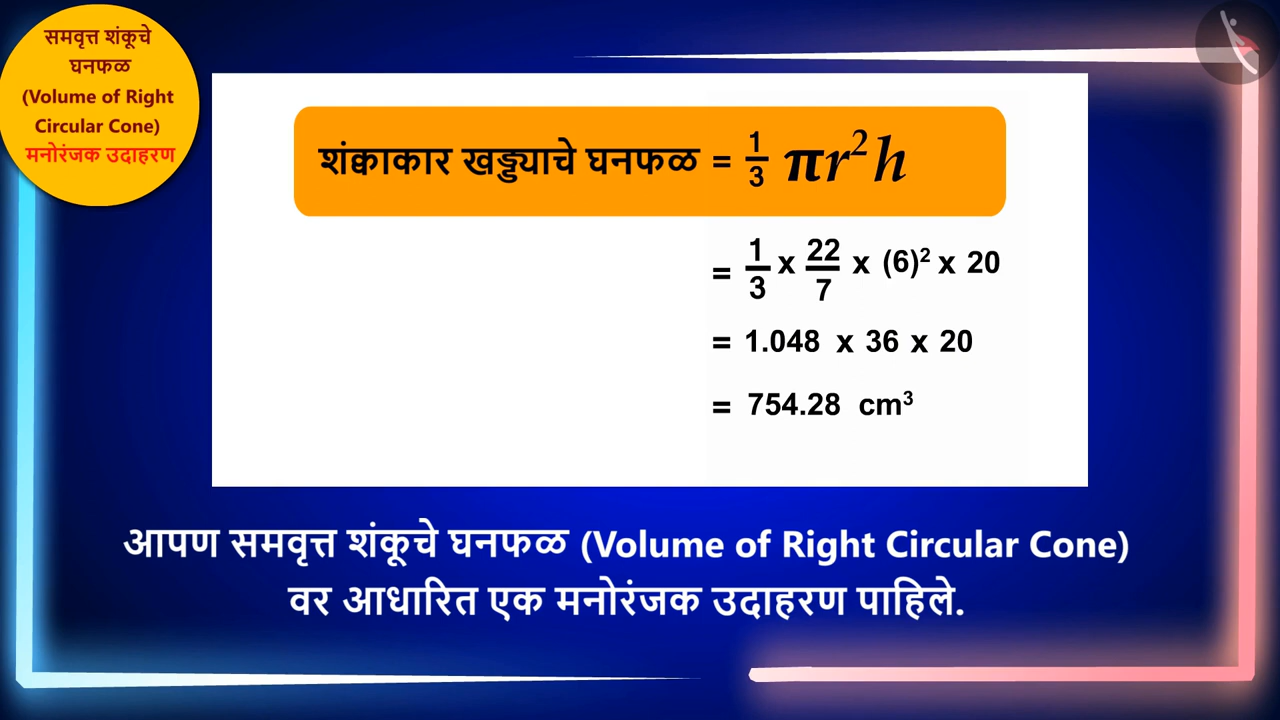 समवृत्त शंकूचे
घनफळ
(Volume of Right
Circular Cone)
मनोरंजक उदाहरण
शंकाकार खड्ड्याचे घनफळ = 1/3 πr²h
= 1/3 x 22/7 x (6)² x 20
= 1.048 x 36 x 20
= 754.28 cm³
आपण समवृत्त शंकूचे घनफळ (Volume of Right Circular Cone)
वर आधारित एक मनोरंजक उदाहरण पाहिले.